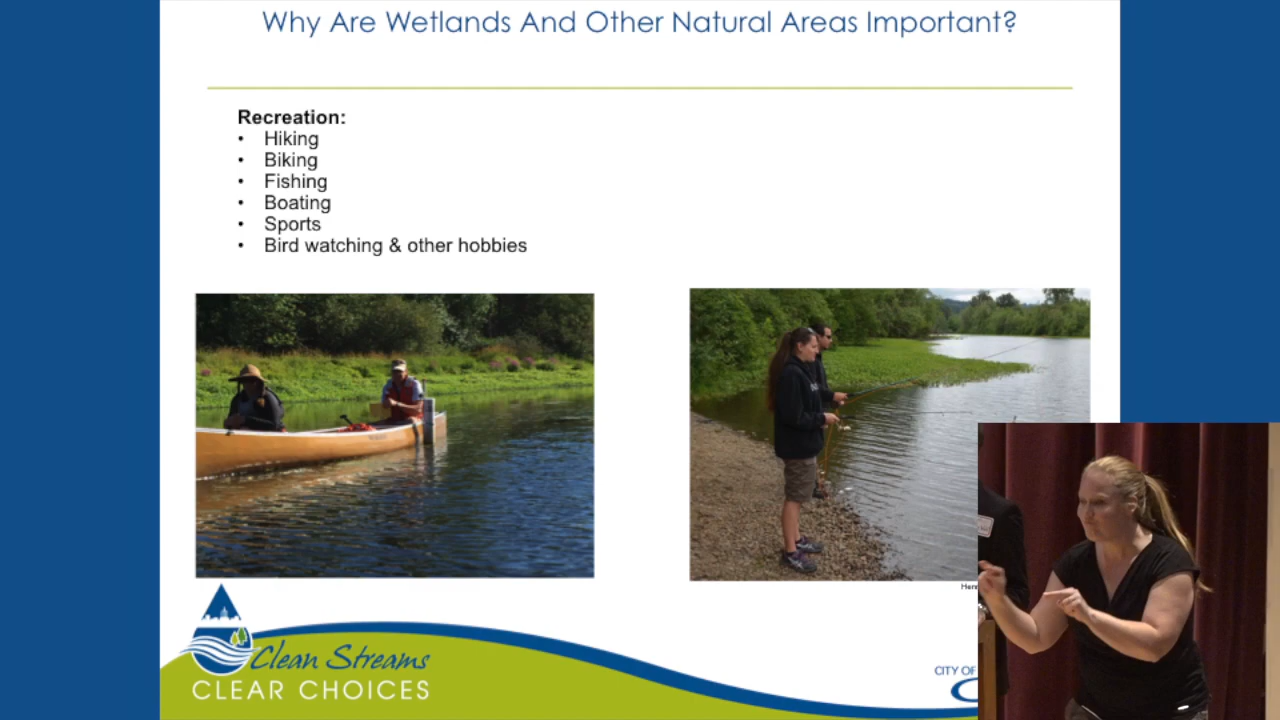 Why Are Wetlands And Other Natural Areas Important?
Recreation:
• Hiking
• Biking
• Fishing
• Boating
• Sports
• Bird watching & other hobbies
Clean Streams
CLEAR CHOICES
CITY OF